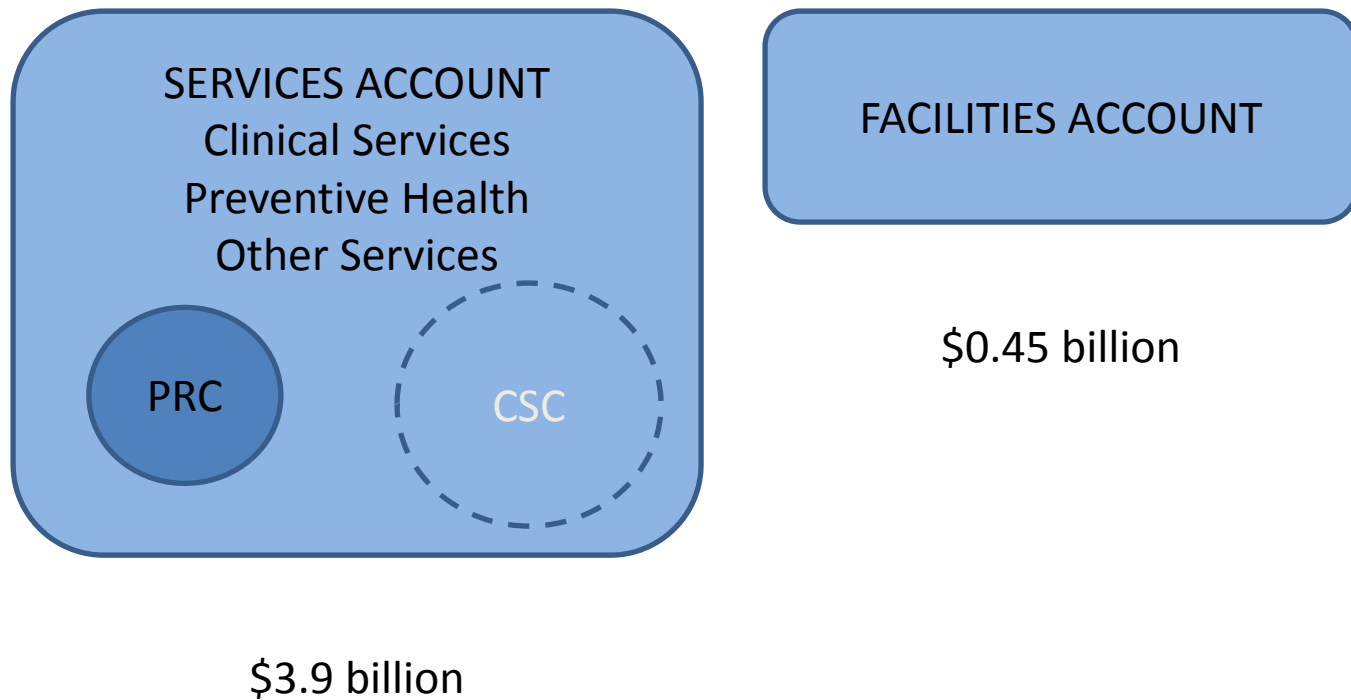 SERVICES ACCOUNT
Clinical Services
Preventive Health
Other Services
PRC
CSC
$3.9 billion
FACILITIES ACCOUNT
$0.45 billion